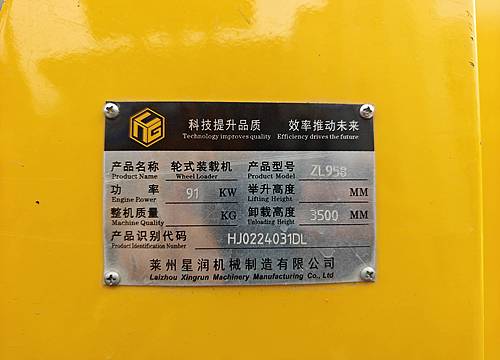 科技提升品质 效率推动未来
Technology improves quality Efficiency drives the future
产品名称 轮式装载机 产品型号 ZL958
Product Name Wheel Loader Product Model
功 率 91 KW 举升高度 MM
Engine Rower Lifting Height
整机质量 KG 卸载高度 3500 MM
Machine Quality Unloading Height
产品识别代码 HJ0224031DL
Product Identification Number
莱州星润机械制造有限公司
Laizhou Xingrun Machinery Manufacturing Co., Ltd